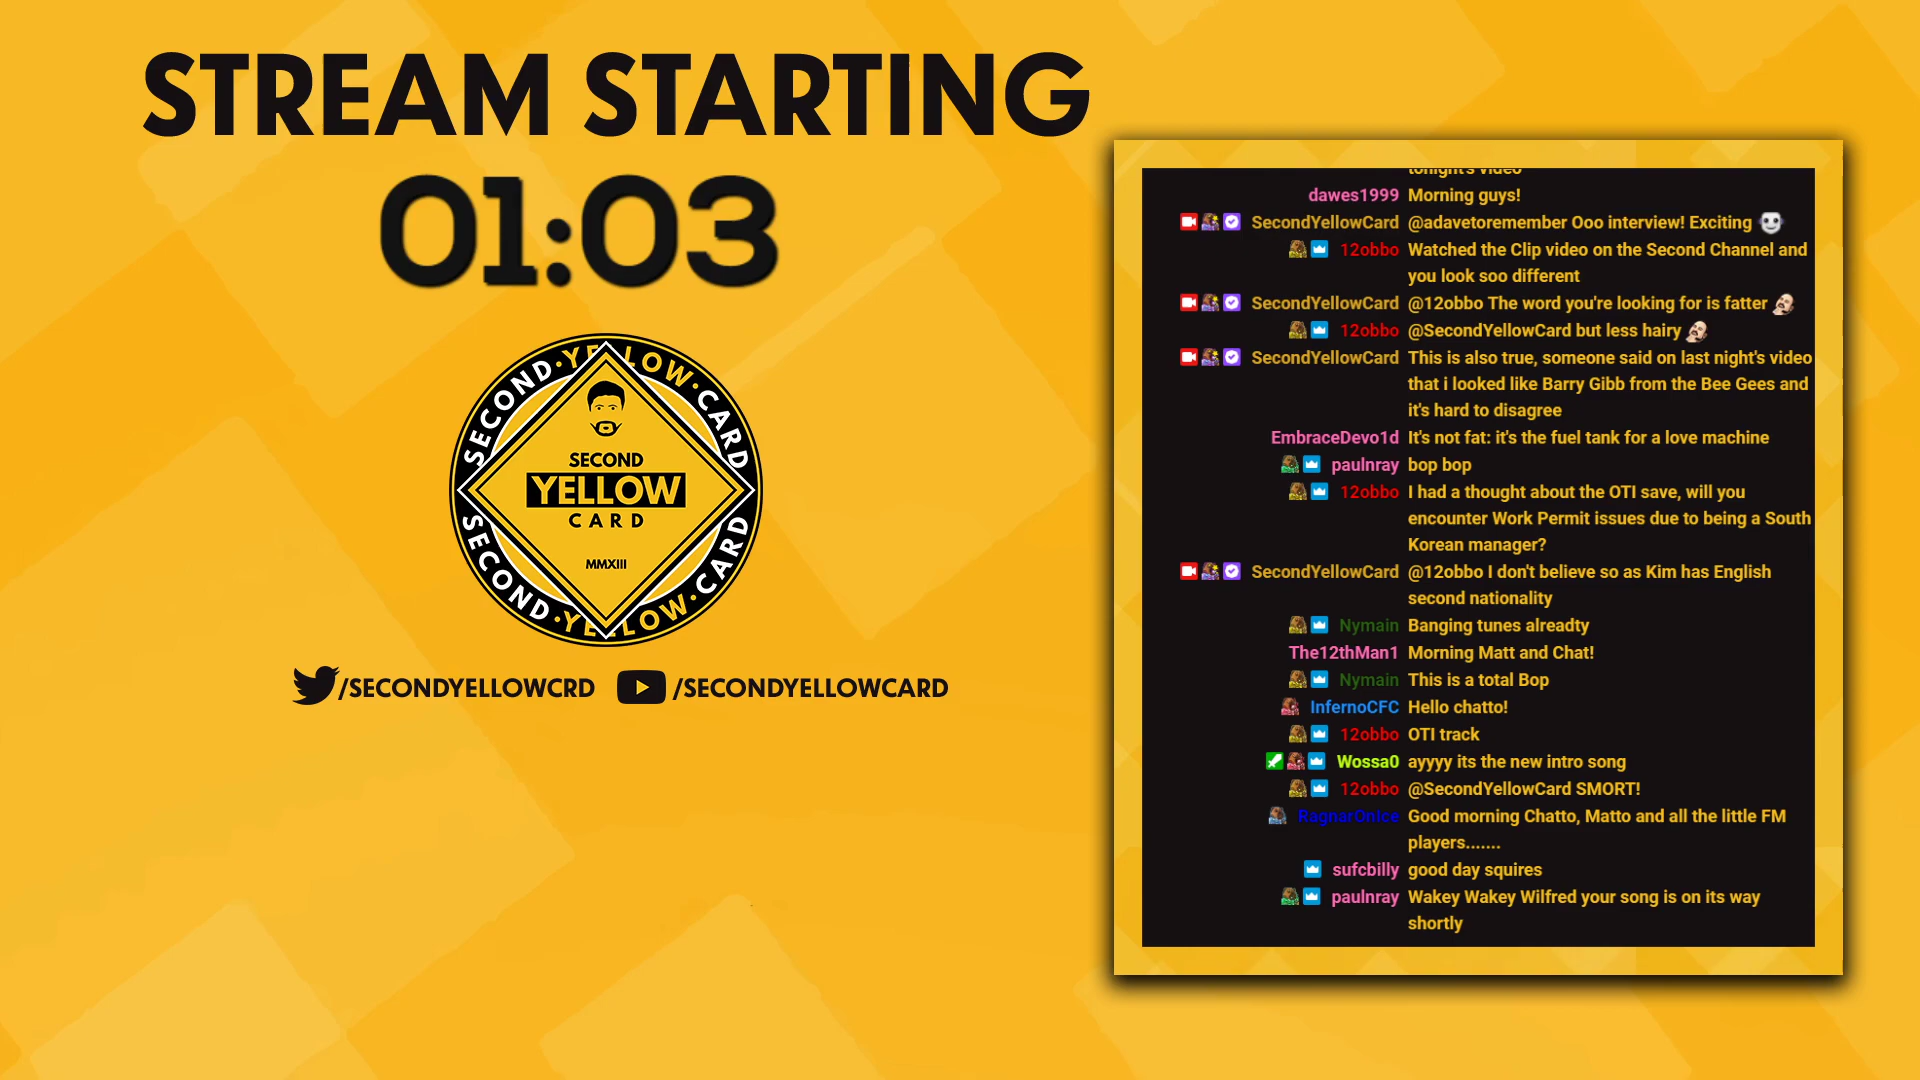 STREAM STARTING
01:03
SECOND·YELLOW·CARD
SECOND
YELLOW
CARD
MMXIII
SECOND·YELLOW·CARD
/SECONDYELLOWCRD /SECONDYELLOWCARD
tonight's video
dawes1999 Morning guys!
SecondYellowCard @adavetoremember Ooo interview! Exciting
12obbo Watched the Clip video on the Second Channel and
you look soo different
SecondYellowCard @12obbo The word you're looking for is fatter
12obbo @SecondYellowCard but less hairy
SecondYellowCard This is also true, someone said on last night's video
that i looked like Barry Gibb from the Bee Gees and
it's hard to disagree
EmbraceDevo1d It's not fat: it's the fuel tank for a love machine
paulnray bop bop
12obbo I had a thought about the OTI save, will you
encounter Work Permit issues due to being a South
Korean manager?
SecondYellowCard @12obbo I don't believe so as Kim has English
second nationality
Nymain Banging tunes alreadty
The12thMan1 Morning Matt and Chat!
Nymain This is a total Bop
InfernoCFC Hello chatto!
12obbo OTI track
Wossa0 ayyyy its the new intro song
12obbo @SecondYellowCard SMORT!
RagnarOnIce Good morning Chatto, Matto and all the little FM
players.......
sufcbilly good day squires
paulnray Wakey Wakey Wilfred your song is on its way
shortly